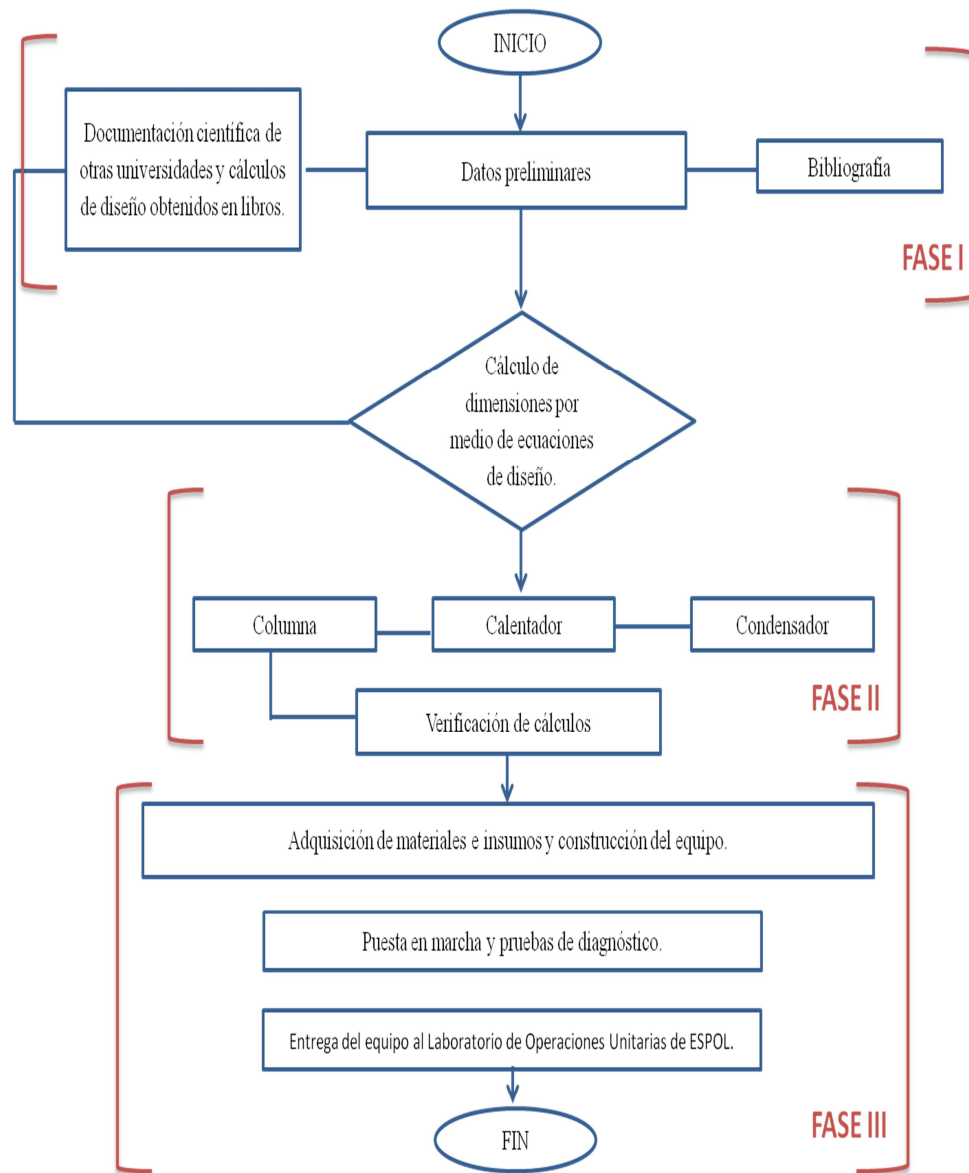 INICIO
Documentación científica de
otras universidades y cálculos
de diseño obtenidos en libros.
Datos preliminares
Bibliografía
FASE I
Cálculo de
dimensiones por
medio de ecuaciones
de diseño.
Columna
Calentador
Condensador
FASE II
Verificación de cálculos
Adquisición de materiales e insumos y construcción del equipo.
Puesta en marcha y pruebas de diagnóstico.
Entrega del equipo al Laboratorio de Operaciones Unitarias de ESPOL.
FIN
FASE III